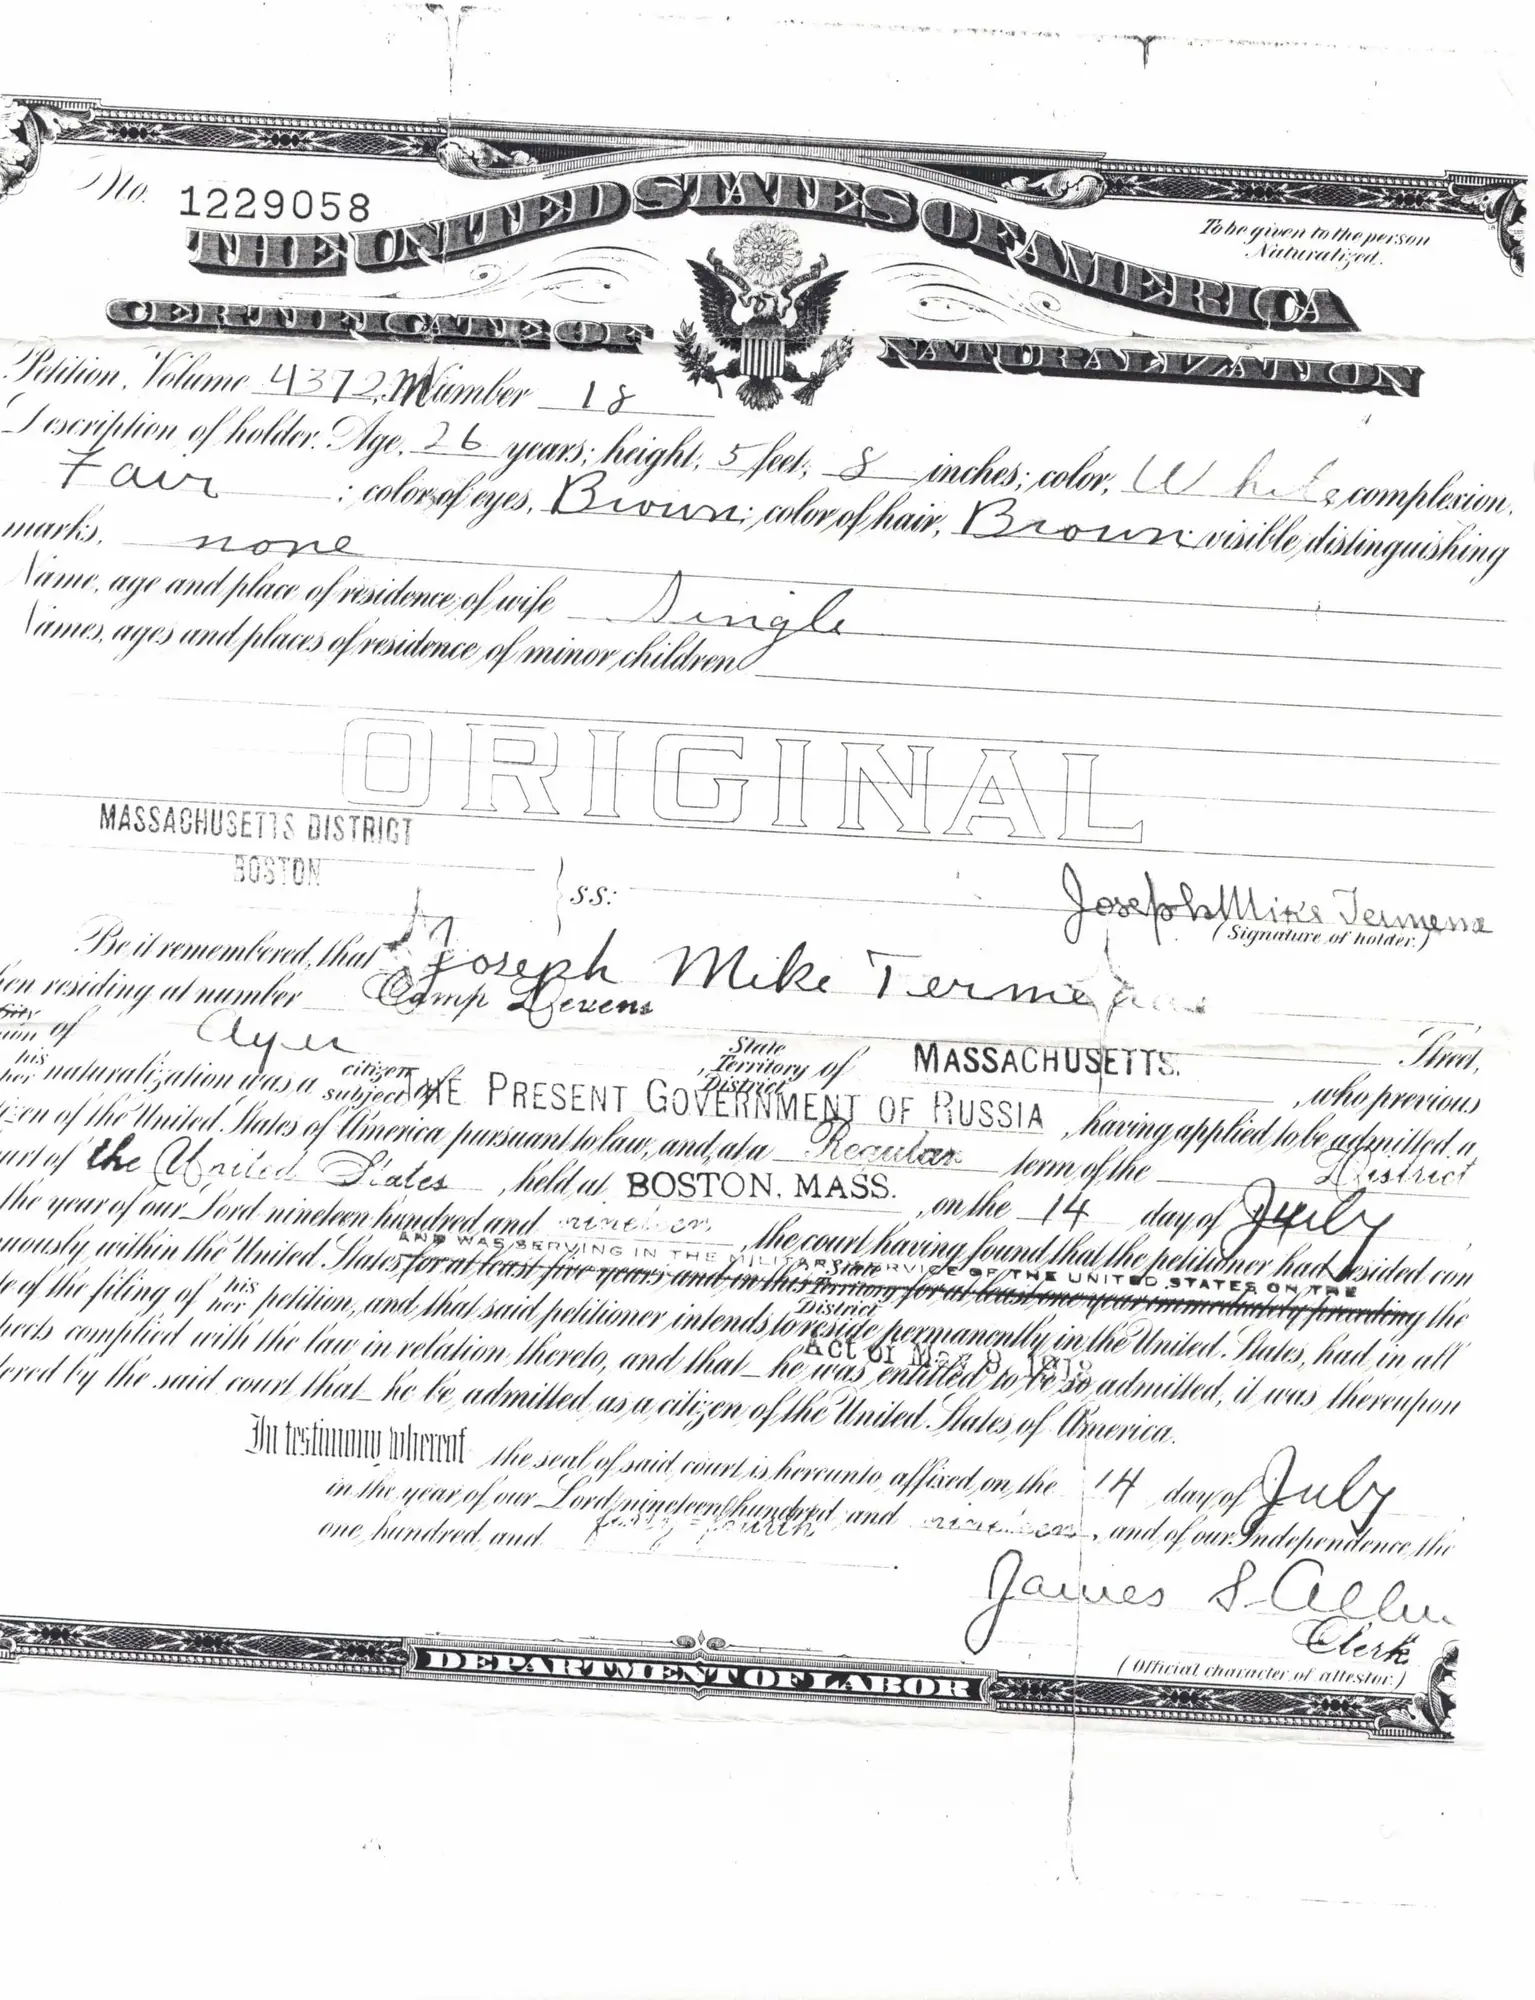 No. 1229058
To be given to the person
Naturalized.
THE UNITED STATES OF AMERICA
CERTIFICATE OF NATURALIZATION
Petition, Volume 4372, Number 18
Description of holder: Age, 26 years; height, 5 feet, 8 inches; color, White; complexion,
Fair ; color of eyes, Brown; color of hair, Brown; visible distinguishing
marks, none
Name, age and place of residence of wife Single
Names, ages and places of residence of minor children
ORIGINAL
MASSACHUSETTS DISTRICT
BOSTON
ss:
Joseph Mike
(Signature of holder.)
Be it remembered, that Joseph Mike
residing at number Camp Devens Street,
City
of Ayer State Territory District of MASSACHUSETTS. , who previous
his her naturalization was a citizen subject of THE PRESENT GOVERNMENT OF RUSSIA , having applied to be admitted a
of the United States of America pursuant to law, and at a Regular term of the District
of the United States , held at BOSTON, MASS. , on the 14 day of July
the year of our Lord nineteen hundred and nineteen , the court having found that the petitioner had resided con
AND WAS SERVING IN THE MILITARY SERVICE OF THE UNITED STATES ON THE
within the United States for at least five years and in this State Territory District for at least one year immediately preceding the
of the filing of his her petition, and that said petitioner intends to reside permanently in the United States, had in all
Act of May 9, 1918
complied with the law in relation thereto, and that he was entitled to be so admitted, it was thereupon
by the said court that he be admitted as a citizen of the United States of America.
In testimony whereof the seal of said court is hereunto affixed on the 14 day of July
in the year of our Lord nineteen hundred and nineteen , and of our Independence the
one hundred and forty-fourth .
James S. Allen
Clerk
(Official character of attestor.)
DEPARTMENT OF LABOR